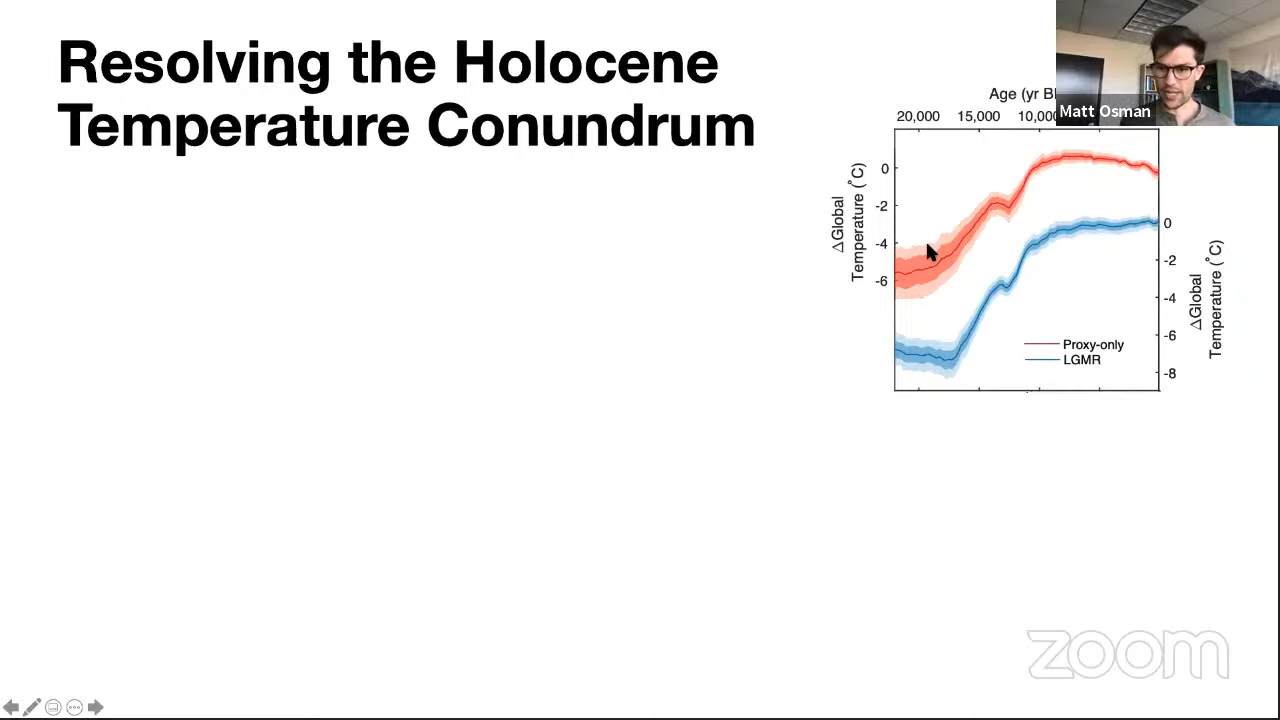 Resolving the Holocene
Temperature Conundrum
Matt Osman
Age (yr B
20,000 15,000 10,000
ΔGlobal
Temperature (°C)
0
-2
-4
-6
0
-2
-4
-6
-8
ΔGlobal
Temperature (°C)
Proxy-only
LGMR
zoom